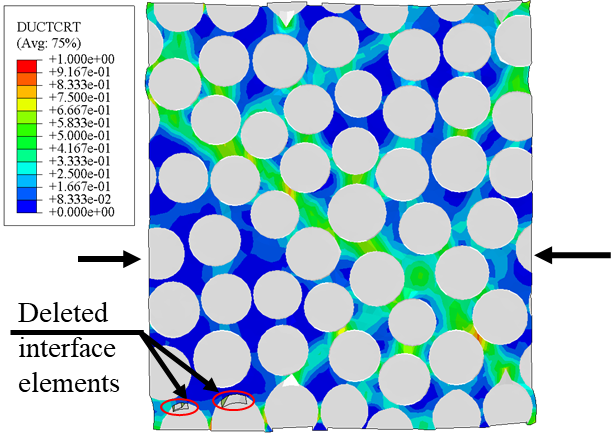 DUCTCRT
(Avg: 75%)
+1.000e+00
+9.167e-01
+8.333e-01
+7.500e-01
+6.667e-01
+5.833e-01
+5.000e-01
+4.167e-01
+3.333e-01
+2.500e-01
+1.667e-01
+8.333e-02
+0.000e+00
Deleted
interface
elements